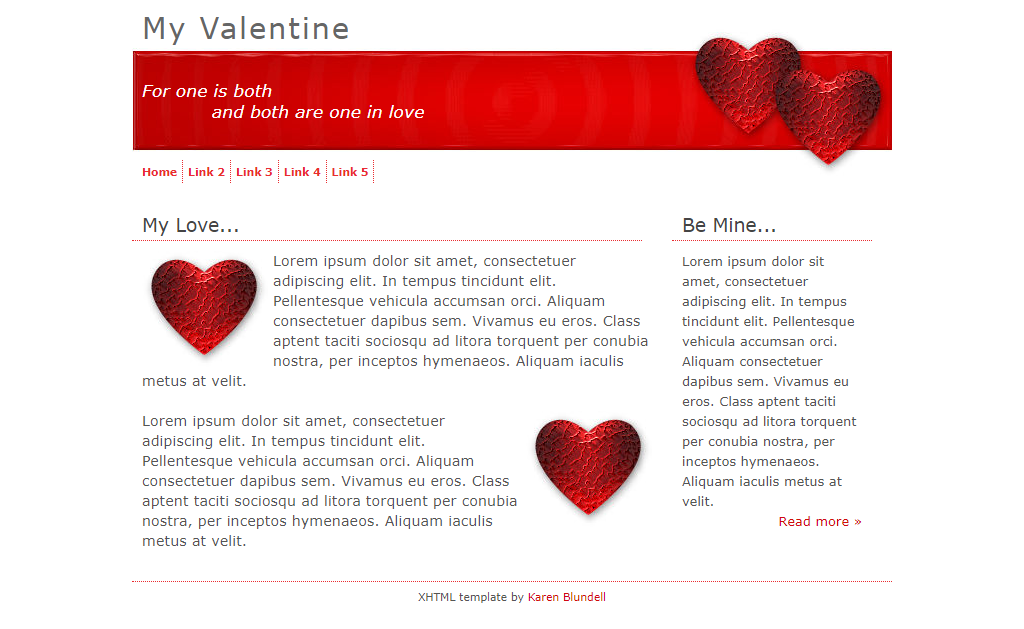 My Valentine
For one is both
and both are one in love
Home Link 2 Link 3 Link 4 Link 5
My Love...
Lorem ipsum dolor sit amet, consectetuer
adipiscing elit. In tempus tincidunt elit.
Pellentesque vehicula accumsan orci. Aliquam
consectetuer dapibus sem. Vivamus eu eros. Class
aptent taciti sociosqu ad litora torquent per conubia
nostra, per inceptos hymenaeos. Aliquam iaculis
metus at velit.
Lorem ipsum dolor sit amet, consectetuer
adipiscing elit. In tempus tincidunt elit.
Pellentesque vehicula accumsan orci. Aliquam
consectetuer dapibus sem. Vivamus eu eros. Class
aptent taciti sociosqu ad litora torquent per conubia
nostra, per inceptos hymenaeos. Aliquam iaculis
metus at velit.
Be Mine...
Lorem ipsum dolor sit
amet, consectetuer
adipiscing elit. In tempus
tincidunt elit. Pellentesque
vehicula accumsan orci.
Aliquam consectetuer
dapibus sem. Vivamus eu
eros. Class aptent taciti
sociosqu ad litora torquent
per conubia nostra, per
inceptos hymenaeos.
Aliquam iaculis metus at
velit.
Read more »
XHTML template by Karen Blundell